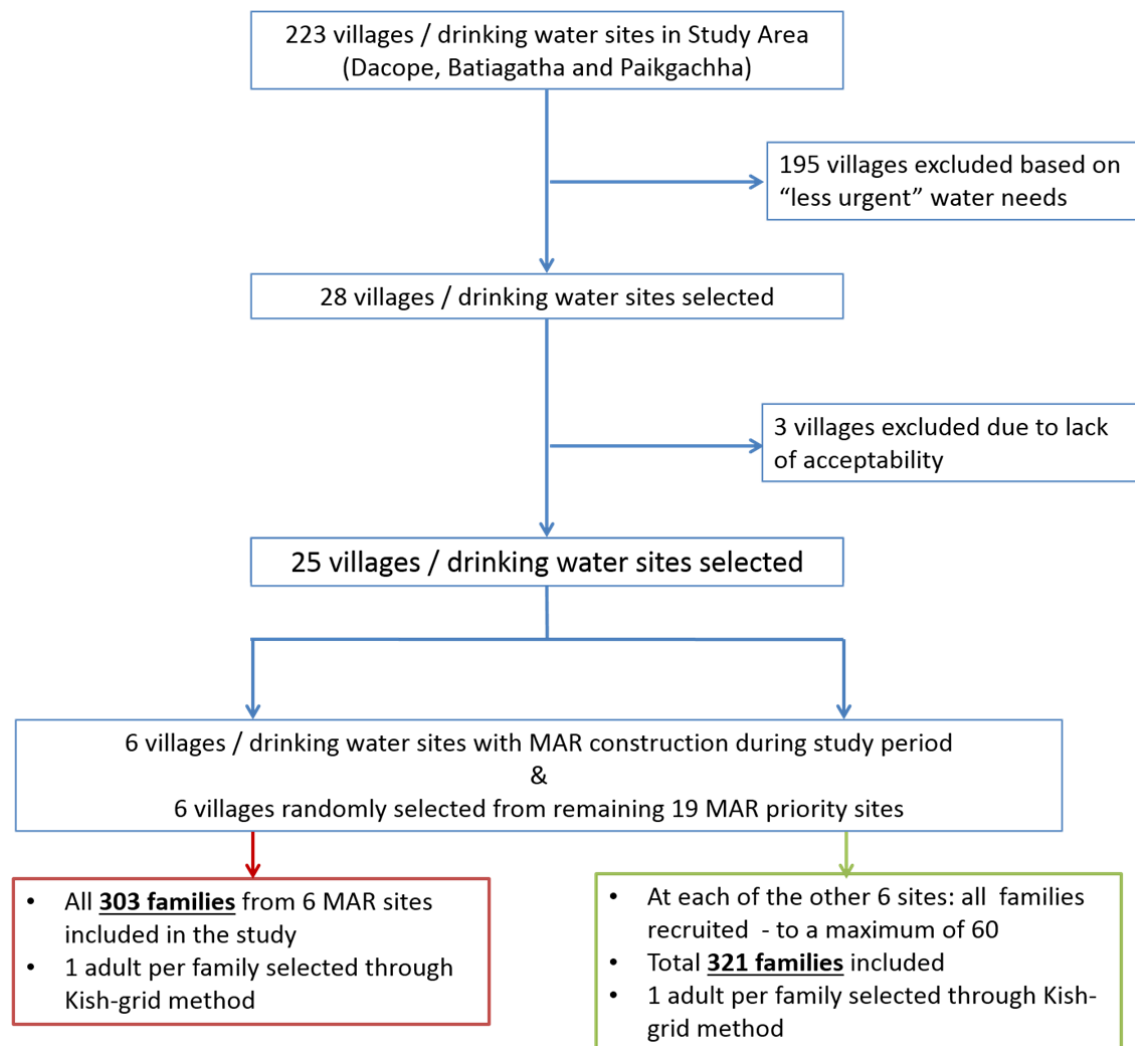 223 villages / drinking water sites in Study Area
(Dacope, Batiagatha and Paikgachha)
195 villages excluded based on
“less urgent” water needs
28 villages / drinking water sites selected
3 villages excluded due to lack
of acceptability
25 villages / drinking water sites selected
6 villages / drinking water sites with MAR construction during study period
&
6 villages randomly selected from remaining 19 MAR priority sites
• All 303 families from 6 MAR sites
included in the study
• 1 adult per family selected through
Kish-grid method
• At each of the other 6 sites: all families
recruited - to a maximum of 60
• Total 321 families included
• 1 adult per family selected through Kish-
grid method